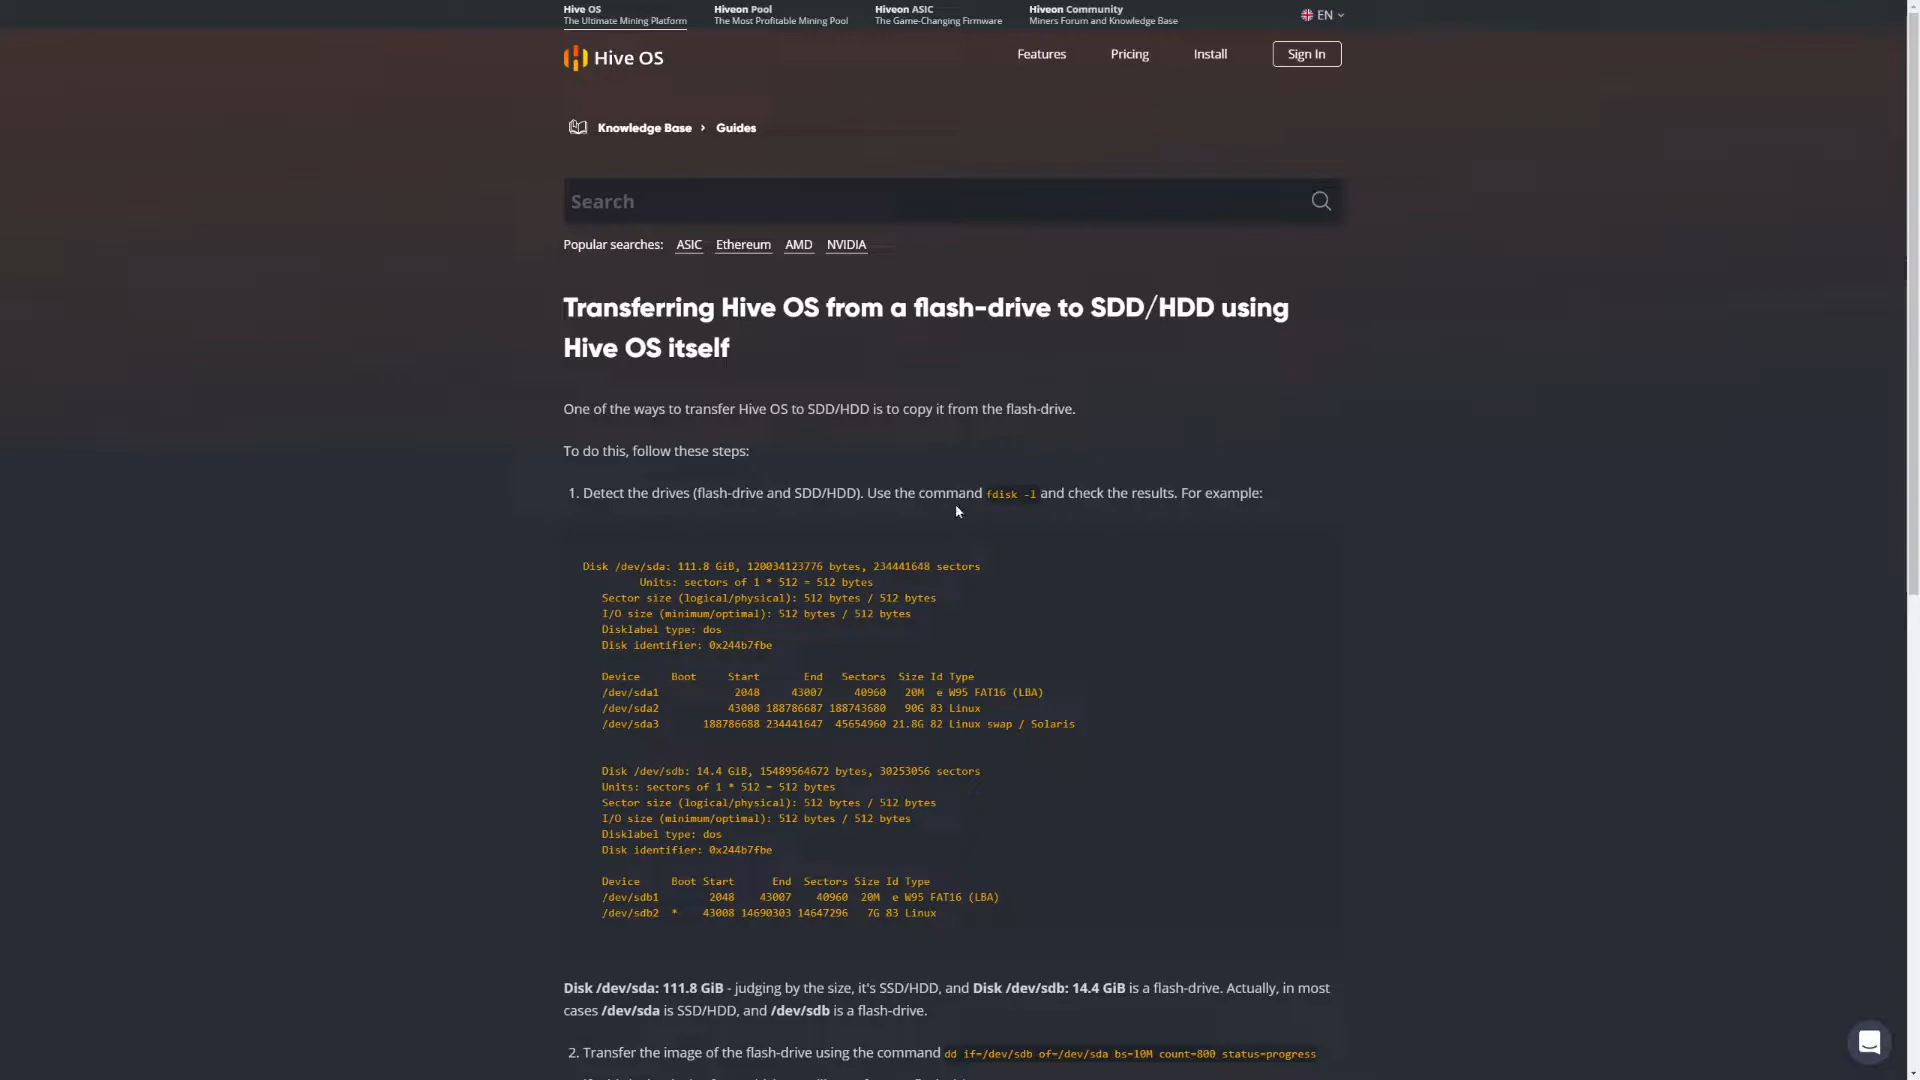 Hive OS
The Ultimate Mining Platform
Hiveon Pool
The Most Profitable Mining Pool
Hiveon ASIC
The Game-Changing Firmware
Hiveon Community
Miners Forum and Knowledge Base
EN
Hive OS
Features
Pricing
Install
Sign In
Knowledge Base › Guides
Search
Popular searches: ASIC Ethereum AMD NVIDIA
Transferring Hive OS from a flash-drive to SDD/HDD using
Hive OS itself
One of the ways to transfer Hive OS to SDD/HDD is to copy it from the flash-drive.
To do this, follow these steps:
1. Detect the drives (flash-drive and SDD/HDD). Use the command fdisk -l and check the results. For example:
Disk /dev/sda: 111.8 GiB, 120034123776 bytes, 234441648 sectors
Units: sectors of 1 * 512 = 512 bytes
Sector size (logical/physical): 512 bytes / 512 bytes
I/O size (minimum/optimal): 512 bytes / 512 bytes
Disklabel type: dos
Disk identifier: 0x244b7fbe
Device Boot Start End Sectors Size Id Type
/dev/sda1 2048 43007 40960 20M e W95 FAT16 (LBA)
/dev/sda2 43008 188786687 188743680 90G 83 Linux
/dev/sda3 188786688 234441647 45654960 21.8G 82 Linux swap / Solaris
Disk /dev/sdb: 14.4 GiB, 15489564672 bytes, 30253056 sectors
Units: sectors of 1 * 512 = 512 bytes
Sector size (logical/physical): 512 bytes / 512 bytes
I/O size (minimum/optimal): 512 bytes / 512 bytes
Disklabel type: dos
Disk identifier: 0x244b7fbe
Device Boot Start End Sectors Size Id Type
/dev/sdb1 2048 43007 40960 20M e W95 FAT16 (LBA)
/dev/sdb2 * 43008 14690303 14647296 7G 83 Linux
Disk /dev/sda: 111.8 GiB - judging by the size, it's SSD/HDD, and Disk /dev/sdb: 14.4 GiB is a flash-drive. Actually, in most
cases /dev/sda is SSD/HDD, and /dev/sdb is a flash-drive.
2. Transfer the image of the flash-drive using the command dd if=/dev/sdb of=/dev/sda bs=10M count=800 status=progress